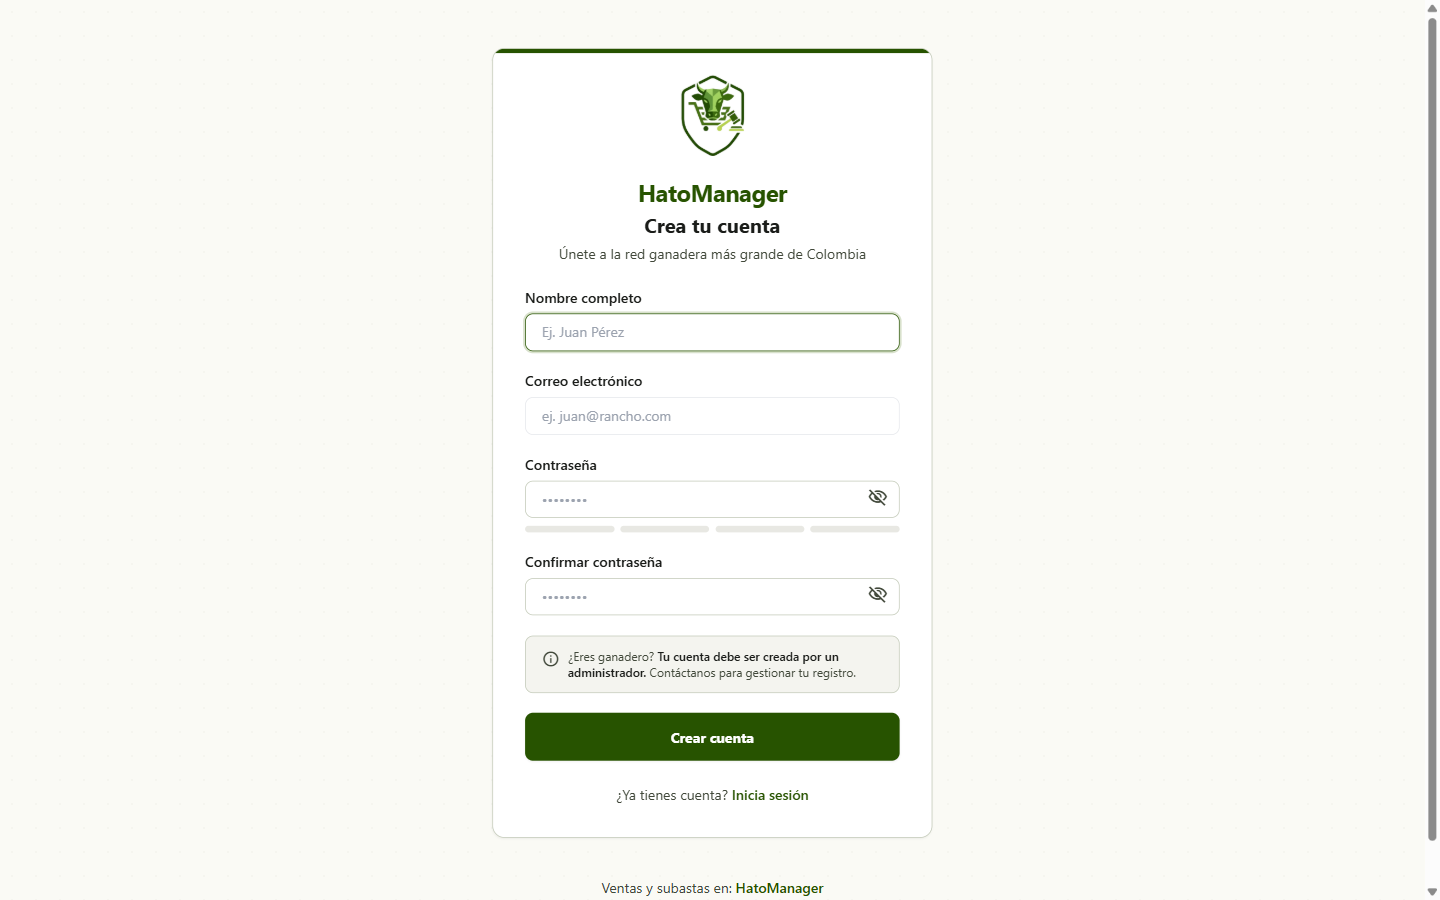 HatoManager
Crea tu cuenta
Únete a la red ganadera más grande de Colombia
Nombre completo
Ej. Juan Pérez
Correo electrónico
ej. juan@rancho.com
Contraseña
••••••••
Confirmar contraseña
••••••••
¿Eres ganadero? Tu cuenta debe ser creada por un
administrador. Contáctanos para gestionar tu registro.
Crear cuenta
¿Ya tienes cuenta? Inicia sesión
Ventas y subastas en: HatoManager